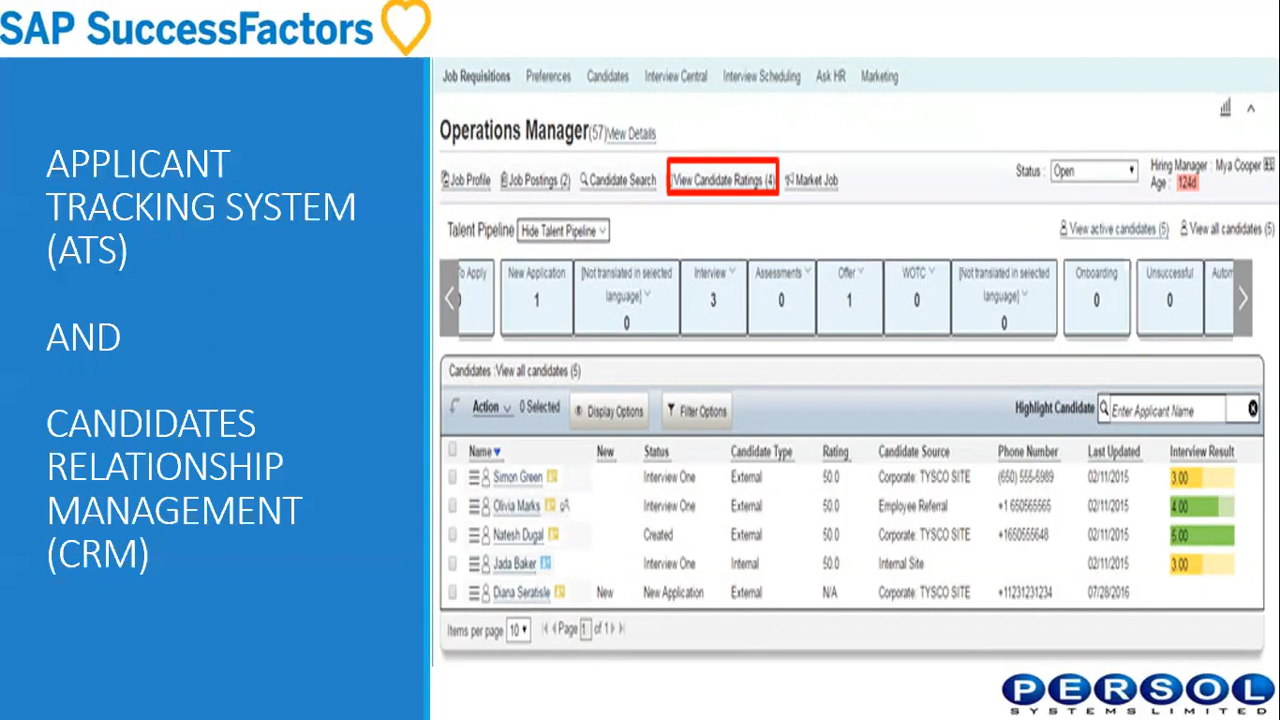 SAP SuccessFactors
APPLICANT
TRACKING SYSTEM
(ATS)
AND
CANDIDATES
RELATIONSHIP
MANAGEMENT
(CRM)
Job Requisitions Preferences Candidates Interview Central Interview Scheduling Ask HR Marketing
Operations Manager(57)View Details
Job Profile Job Postings (2) Candidate Search View Candidate Ratings (4) Market Job
Status : Open
Hiring Manager : Mya Cooper
Age : 124d
Talent Pipeline Hide Talent Pipeline
View active candidates (5) View all candidates (5)
To Apply New Application [Not translated in selected language] Interview Assessments Offer WOTC [Not translated in selected language] Onboarding Unsuccessful Autom
1 0 3 0 1 0 0 0 0
Candidates :View all candidates (5)
Action 0 Selected Display Options Filter Options Highlight Candidate Enter Applicant Name
Name New Status Candidate Type Rating Candidate Source Phone Number Last Updated Interview Result
Simon Green Interview One External 50.0 Corporate: TYSCO SITE (650) 555-5989 02/11/2015 3.00
Olivia Marks Interview One External 50.0 Employee Referral +1 650565565 02/11/2015 4.00
Natesh Dugal Created External 50.0 Corporate: TYSCO SITE +1650555648 02/11/2015 5.00
Jada Baker Interview One Internal 50.0 Internal Site 02/11/2015 3.00
Diana Seratisle New New Application External N/A Corporate: TYSCO SITE +11231231234 07/28/2016
Items per page 10 Page 1 of 1
PERSOL
SYSTEMS LIMITED